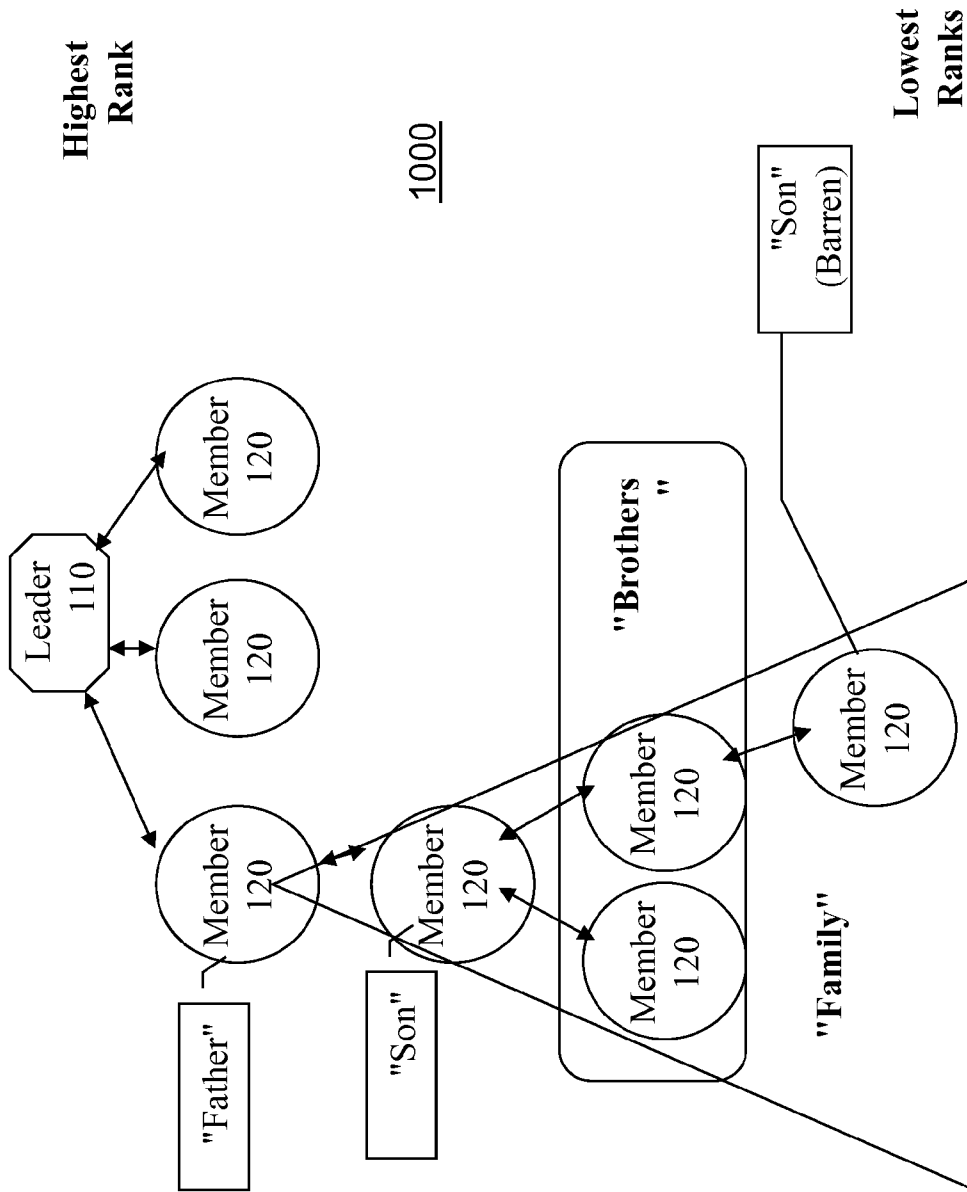 Highest
Rank
Leader
110
Member
120
Member
120
Member
120
"Father"
1000
Member
120
"Son"
"Brothers
"
Member
120
Member
120
"Son"
(Barren)
"Family"
Member
120
Lowest
Ranks